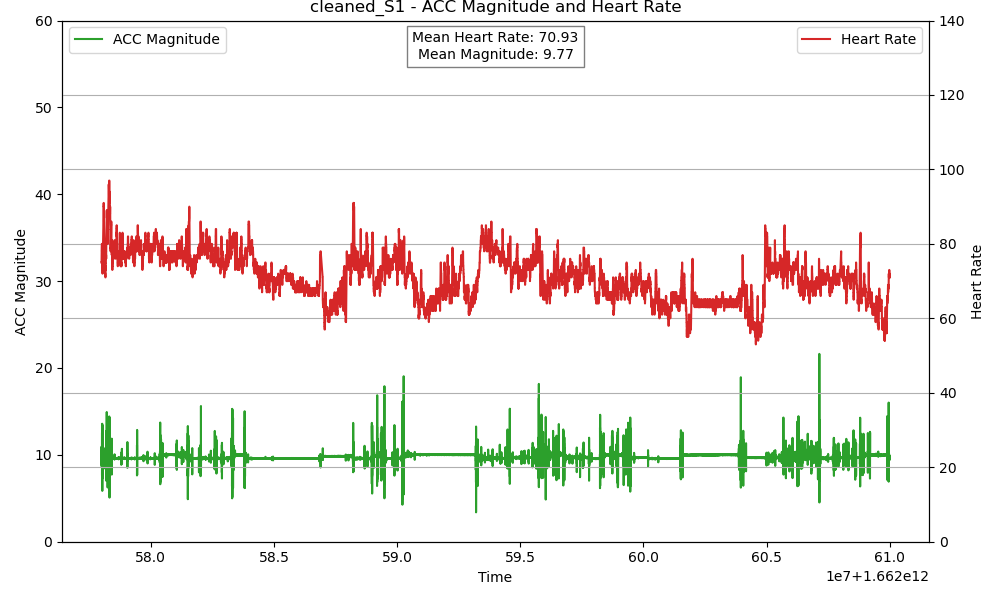 cleaned_S1 - ACC Magnitude and Heart Rate
ACC Magnitude
Mean Heart Rate: 70.93
Mean Magnitude: 9.77
Heart Rate
60
50
40
30
20
10
0
ACC Magnitude
140
120
100
80
60
40
20
0
Heart Rate
58.0 58.5 59.0 59.5 60.0 60.5 61.0
Time
1e7+1.662e12